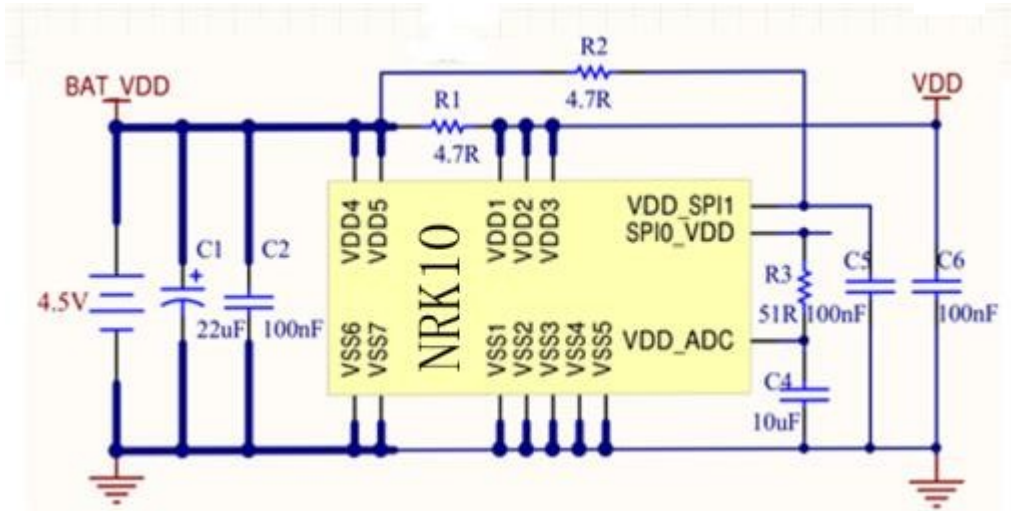 R2
BAT_VDD
VDD
R1
4.7R
4.7R
VDD4
VDD5
VDD1
VDD2
VDD3
VDD_SPI1
SPI0_VDD
NRK10
C1
+
C2
R3
C5
C6
4.5V
22uF
100nF
51R
100nF
100nF
VSS6
VSS7
VSS1
VSS2
VSS3
VSS4
VSS5
VDD_ADC
C4
10uF